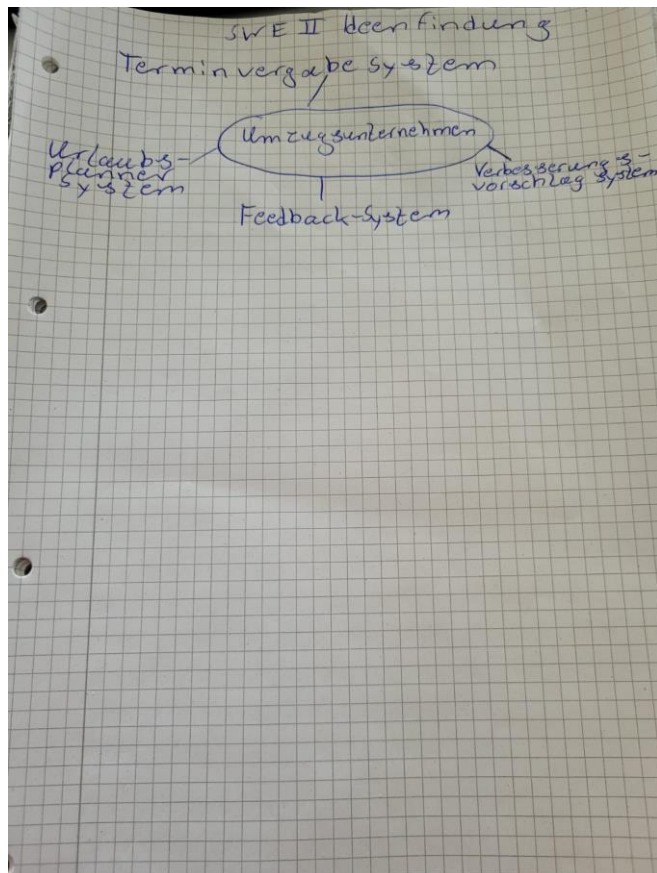 SWE II Ideenfindung
Terminvergabe system
Umzugsunternehmen
Urlaubs-
planner
system
Verbesserungs-
vorschlag system
Feedback-System